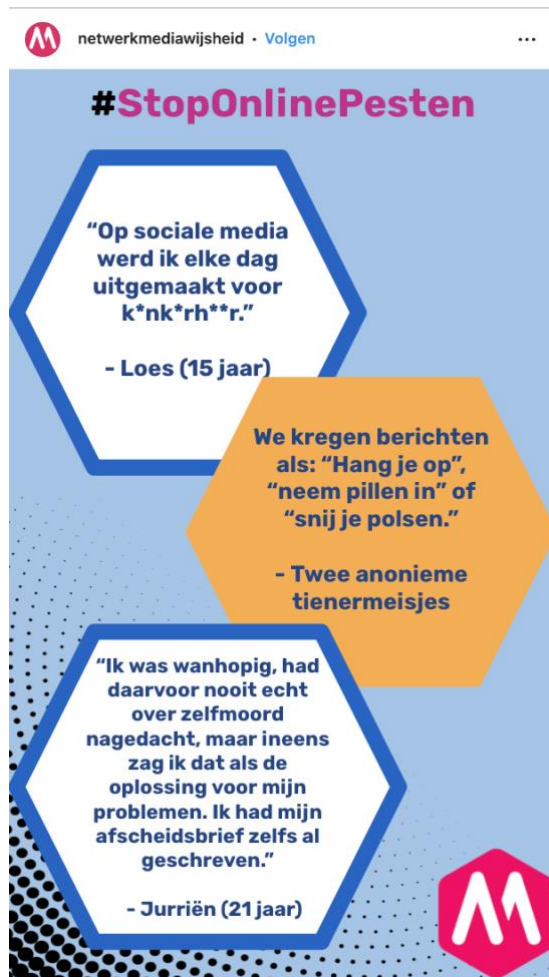 netwerkmediawijsheid • Volgen
#StopOnlinePesten
“Op sociale media
werd ik elke dag
uitgemaakt voor
k*nk*rh**r.”
- Loes (15 jaar)
We kregen berichten
als: “Hang je op”,
“neem pillen in” of
“snij je polsen.”
- Twee anonieme
tienermeisjes
“Ik was wanhopig, had
daarvoor nooit echt
over zelfmoord
nagedacht, maar ineens
zag ik dat als de
oplossing voor mijn
problemen. Ik had mijn
afscheidsbrief zelfs al
geschreven.”
- Jurriën (21 jaar)